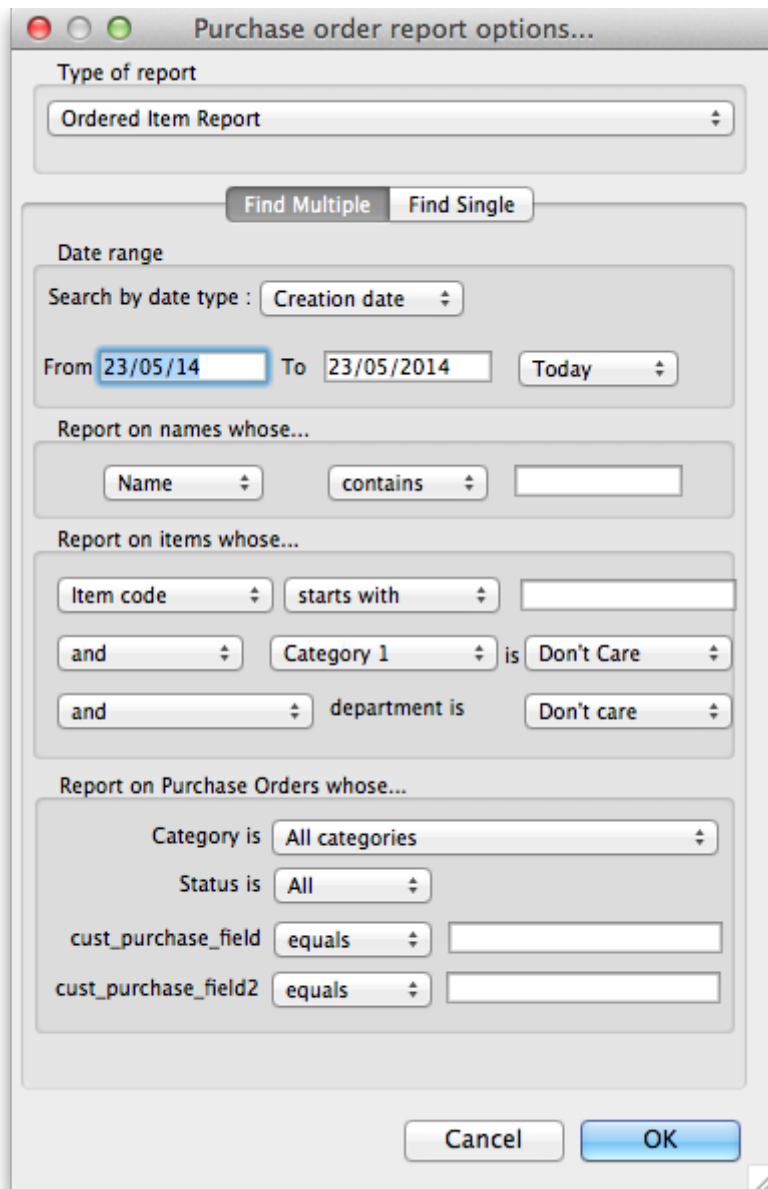 Purchase order report options...
Type of report
Ordered Item Report
Find Multiple Find Single
Date range
Search by date type : Creation date
From 23/05/14 To 23/05/2014 Today
Report on names whose...
Name contains
Report on items whose...
Item code starts with
and Category 1 is Don't Care
and department is Don't care
Report on Purchase Orders whose...
Category is All categories
Status is All
cust_purchase_field equals
cust_purchase_field2 equals
Cancel OK